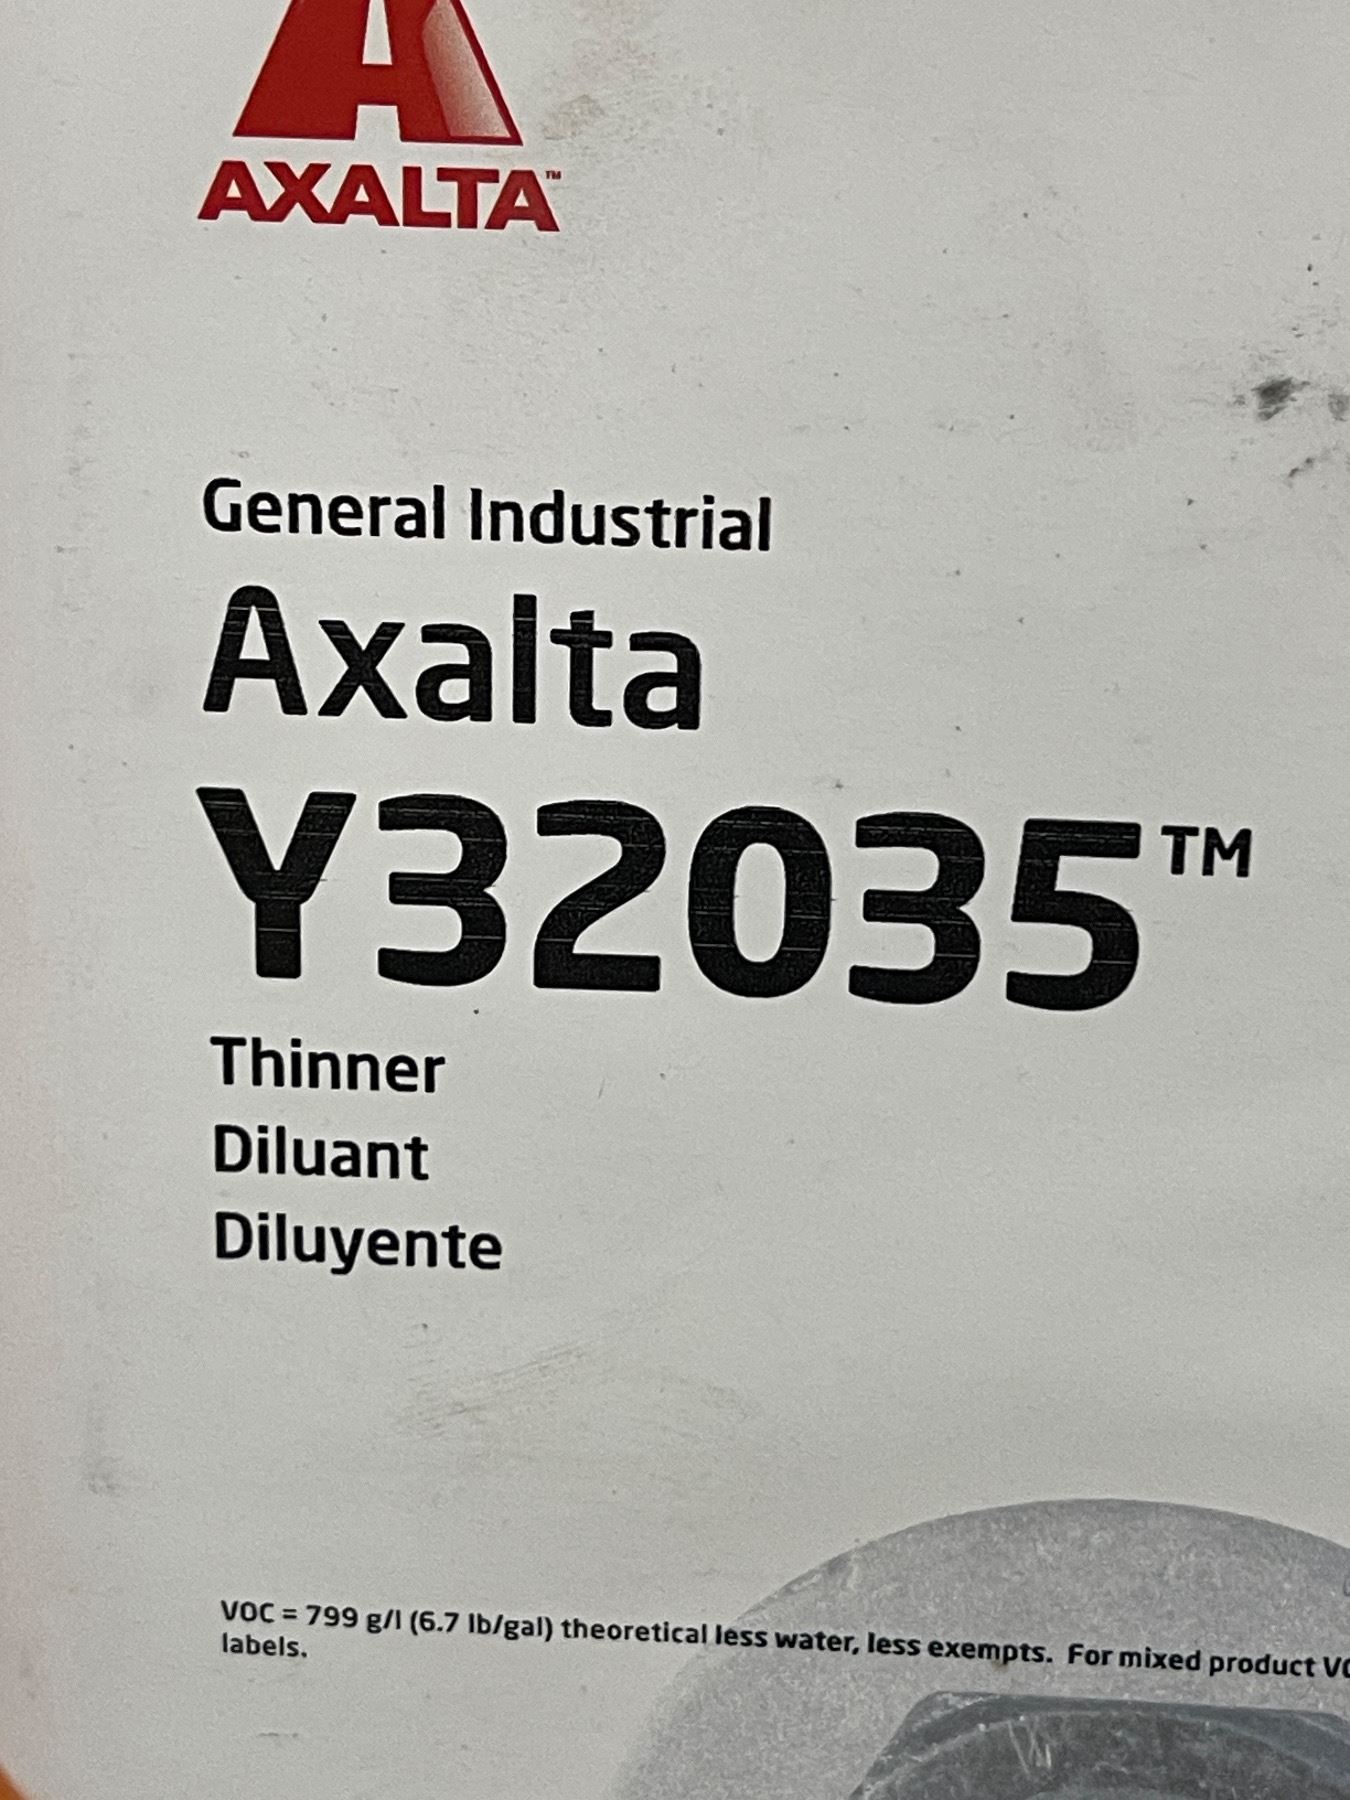 AXALTA™
General Industrial
Axalta
Y32035™
Thinner
Diluant
Diluyente
VOC = 799 g/l (6.7 lb/gal) theoretical less water, less exempts. For mixed product
labels.